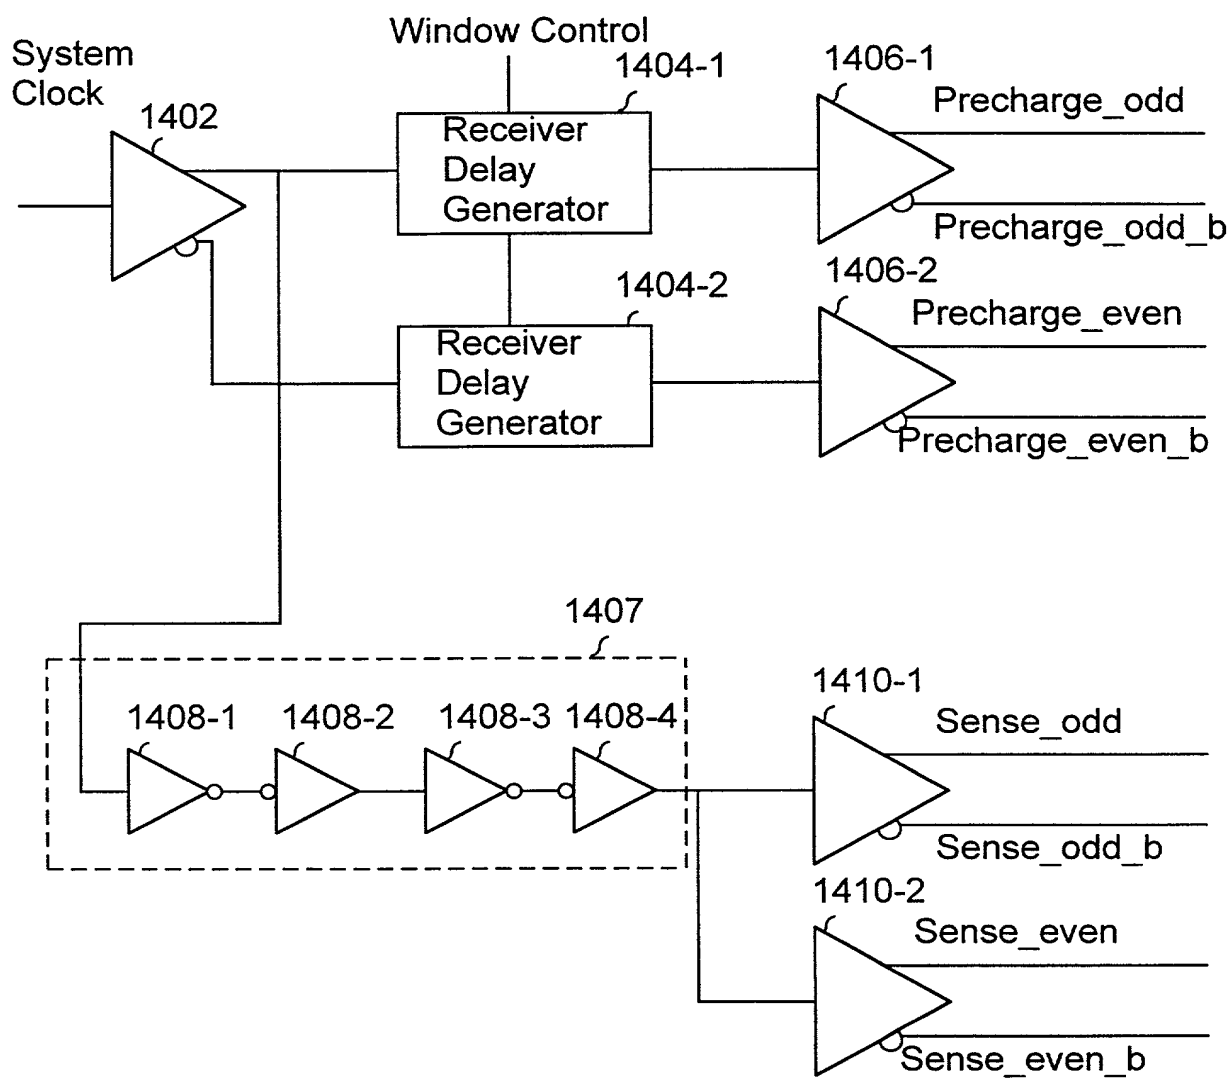 Window Control
System
Clock
1402
1404-1
Receiver
Delay
Generator
1406-1
Precharge_odd
Precharge_odd_b
1404-2
Receiver
Delay
Generator
1406-2
Precharge_even
Precharge_even_b
1407
1408-1
1408-2
1408-3
1408-4
1410-1
Sense_odd
Sense_odd_b
1410-2
Sense_even
Sense_even_b